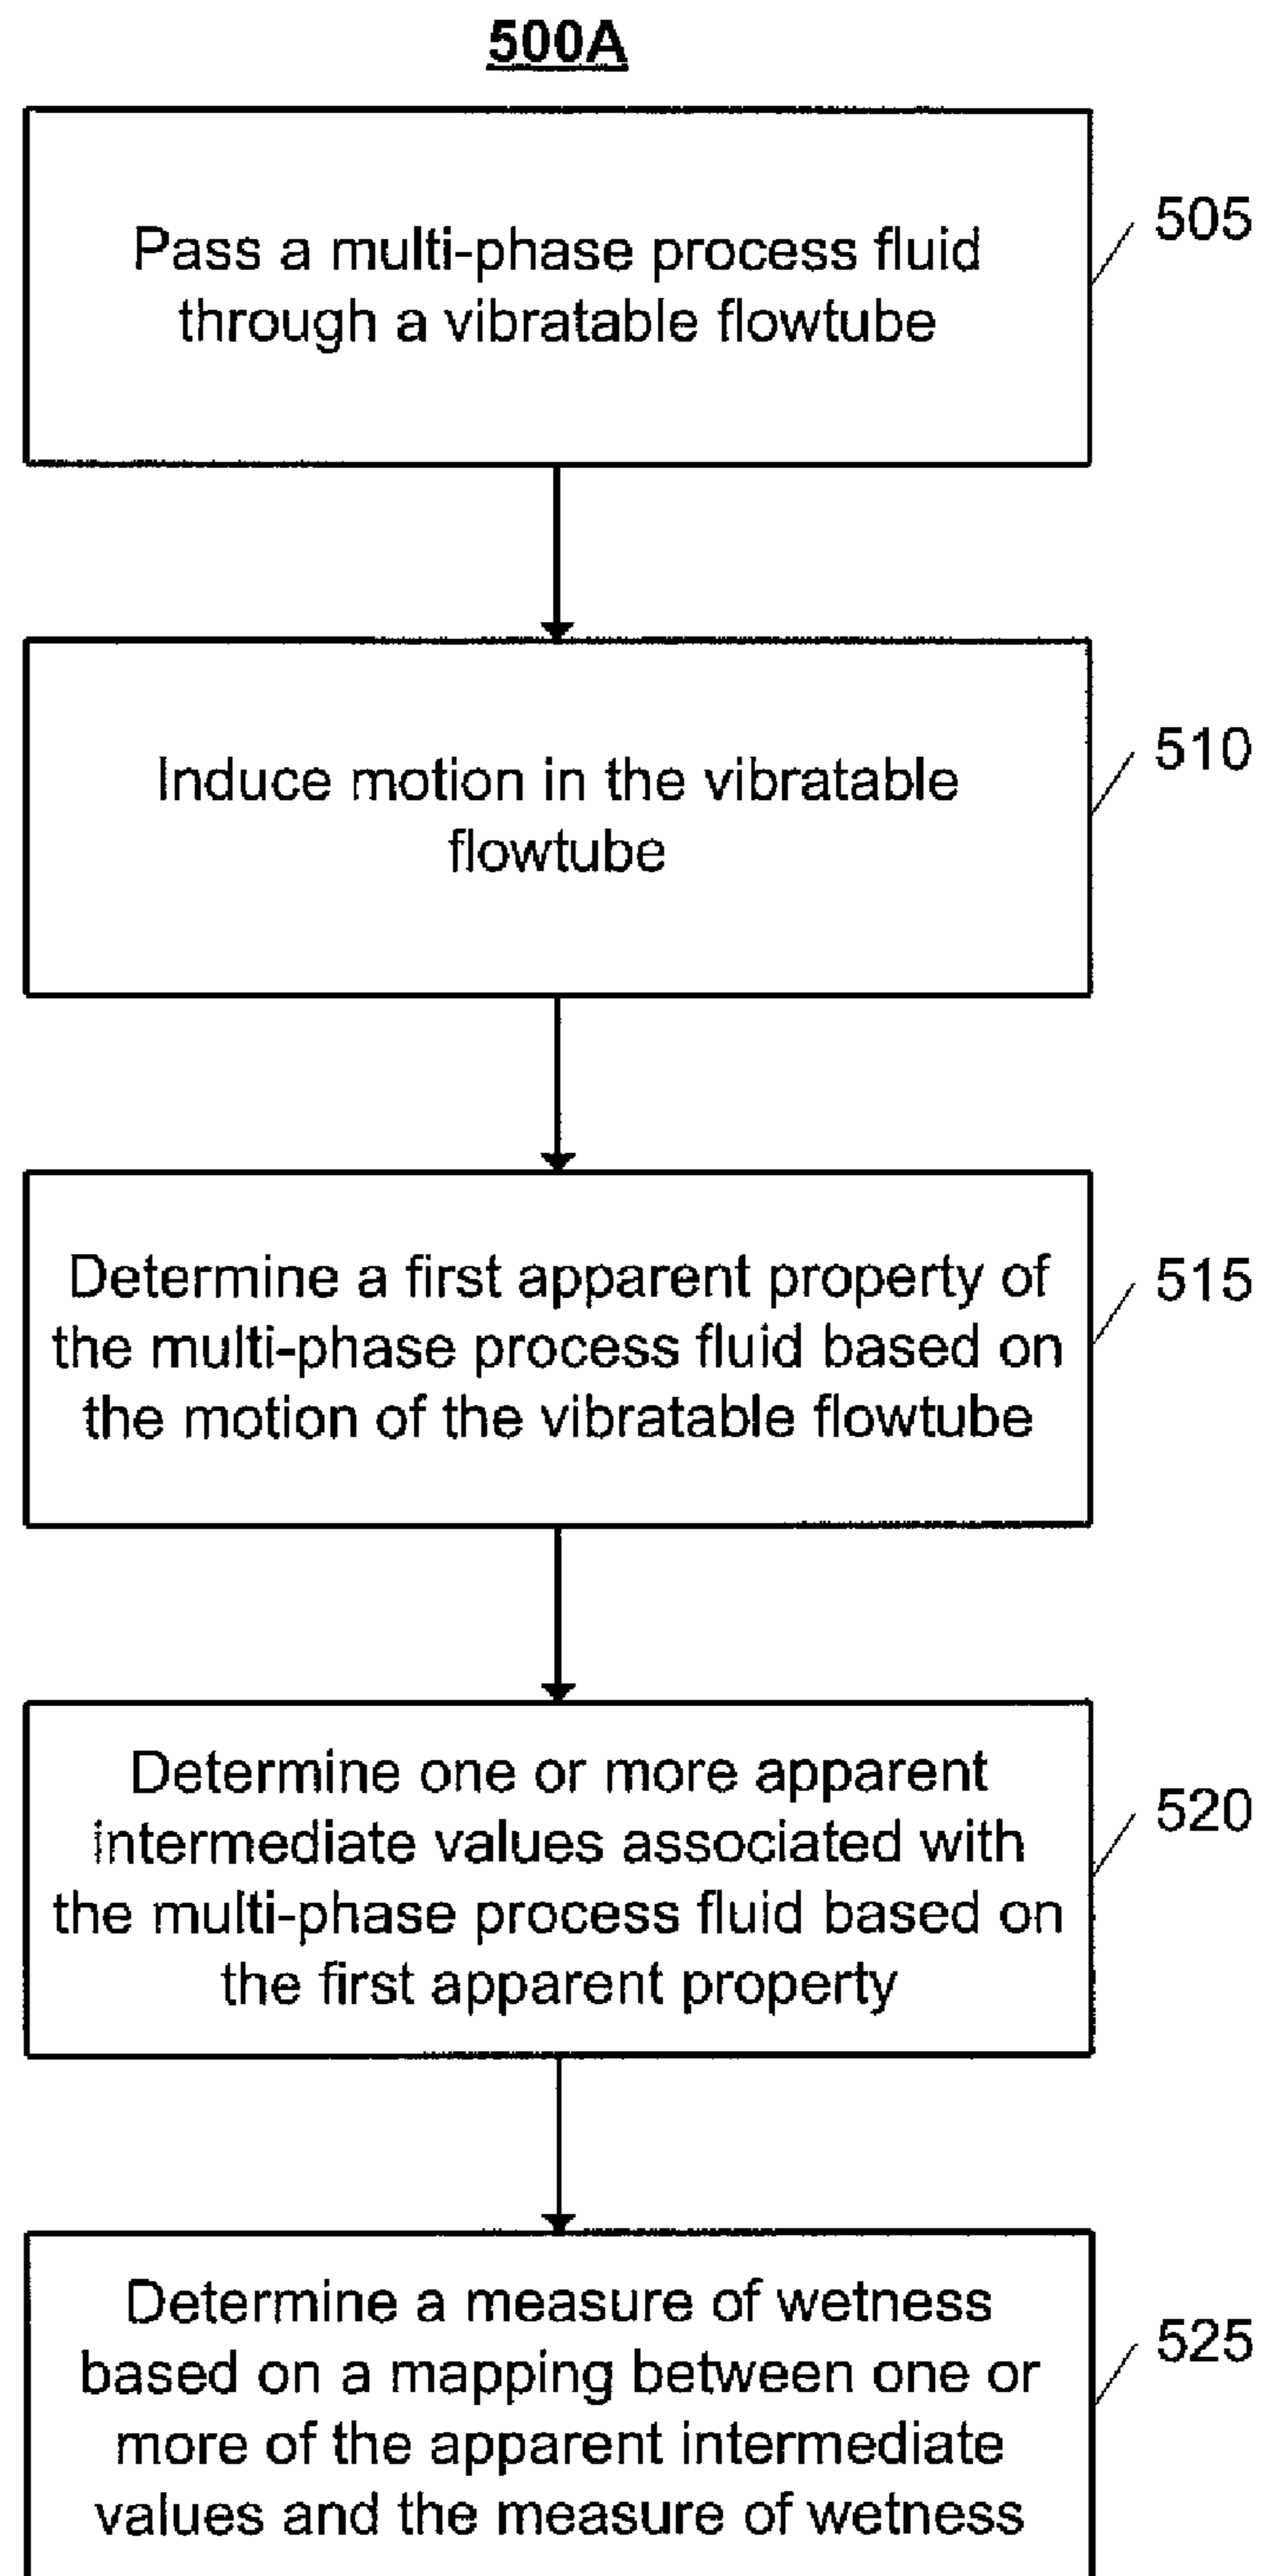 500A
Pass a multi-phase process fluid
through a vibratable flowtube
505
Induce motion in the vibratable
flowtube
510
Determine a first apparent property of
the multi-phase process fluid based on
the motion of the vibratable flowtube
515
Determine one or more apparent
intermediate values associated with
the multi-phase process fluid based on
the first apparent property
520
Determine a measure of wetness
based on a mapping between one or
more of the apparent intermediate
values and the measure of wetness
525